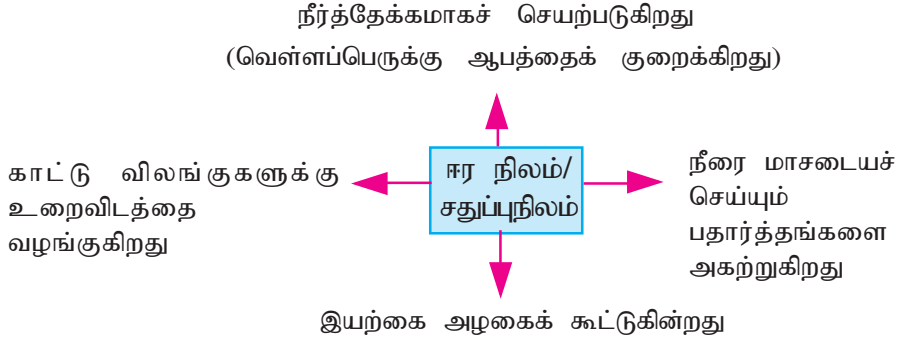 நீர்த்தேக்கமாகச் செயற்படுகிறது
(வெள்ளப்பெருக்கு ஆபத்தைக் குறைக்கிறது)
காட்டு விலங்குகளுக்கு
உறைவிடத்தை
வழங்குகிறது
ஈர நிலம்/
சதுப்புநிலம்
நீரை மாசடையச்
செய்யும்
பதார்த்தங்களை
அகற்றுகிறது
இயற்கை அழகைக் கூட்டுகின்றது